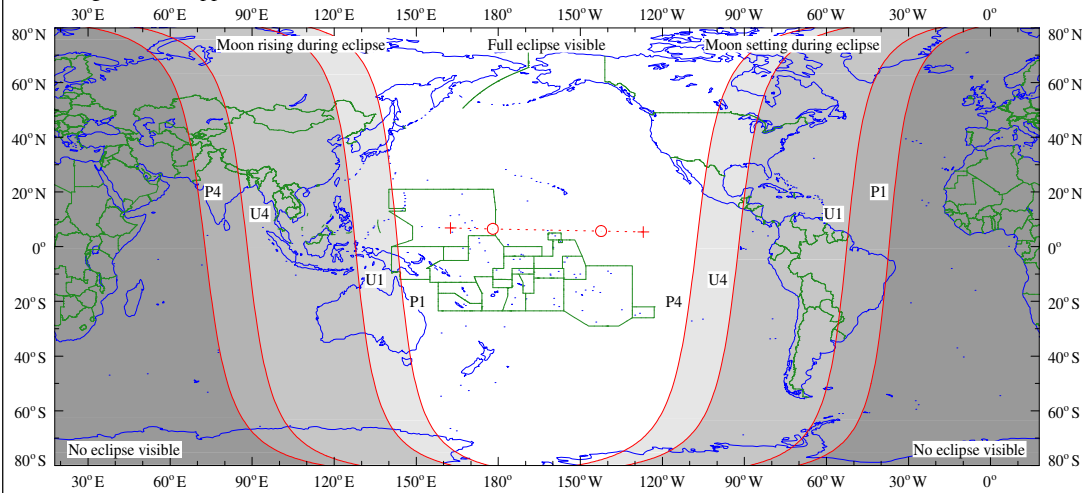 30° E 60° E 90° E 120° E 150° E 180° 150° W 120° W 90° W 60° W 30° W 0°
80° N 80° N
Moon rising during eclipse Full eclipse visible Moon setting during eclipse
60° N 60° N
40° N 40° N
20° N P4 P1 20° N
U4 U1
0° 0°
U1 U4
20° S P1 P4 20° S
40° S 40° S
60° S 60° S
No eclipse visible No eclipse visible
80° S 80° S
30° E 60° E 90° E 120° E 150° E 180° 150° W 120° W 90° W 60° W 30° W 0°